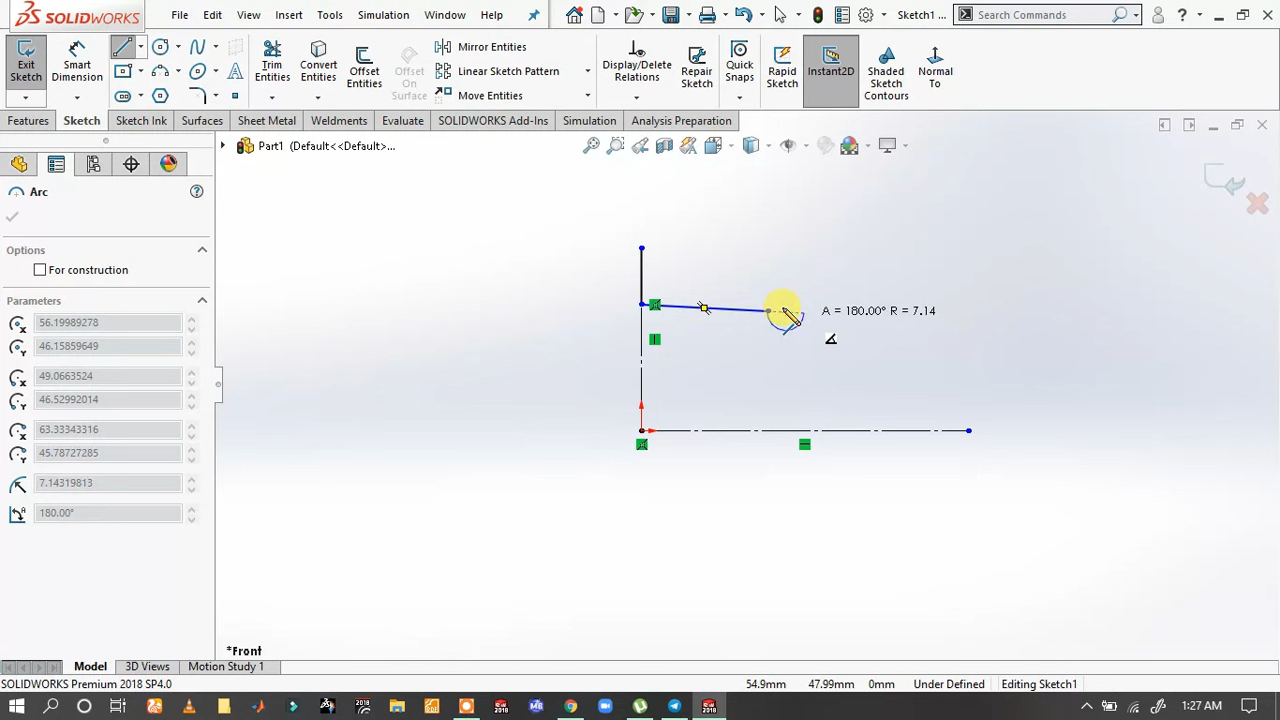 SOLIDWORKS File Edit View Insert Tools Simulation Window Help Sketch1 ... Search Commands ?
Exit Sketch
Smart Dimension
Trim Entities
Convert Entities
Offset Entities
Offset On Surface
Mirror Entities
Linear Sketch Pattern
Move Entities
Display/Delete Relations
Repair Sketch
Quick Snaps
Rapid Sketch
Instant2D
Shaded Sketch Contours
Normal To
Features Sketch Sketch Ink Surfaces Sheet Metal Weldments Evaluate SOLIDWORKS Add-Ins Simulation Analysis Preparation
Part1 (Default<<Default>...
Arc
Options
For construction
Parameters
56.19989278
46.15859649
49.0663524
46.52992014
63.33343316
45.78727285
7.14319813
180.00°
A = 180.00° R = 7.14
*Front
Model 3D Views Motion Study 1
SOLIDWORKS Premium 2018 SP4.0 54.9mm 47.99mm 0mm Under Defined Editing Sketch1
1:27 AM